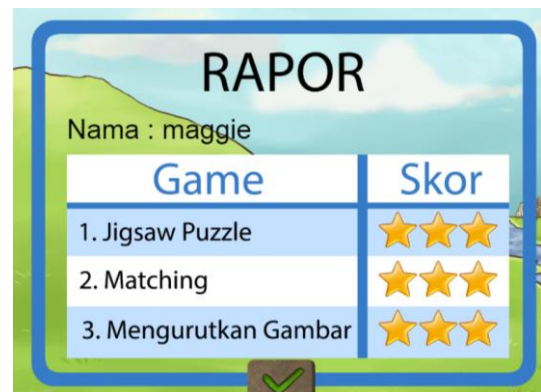 RAPOR
Nama : maggie
Game Skor
1. Jigsaw Puzzle
2. Matching
3. Mengurutkan Gambar